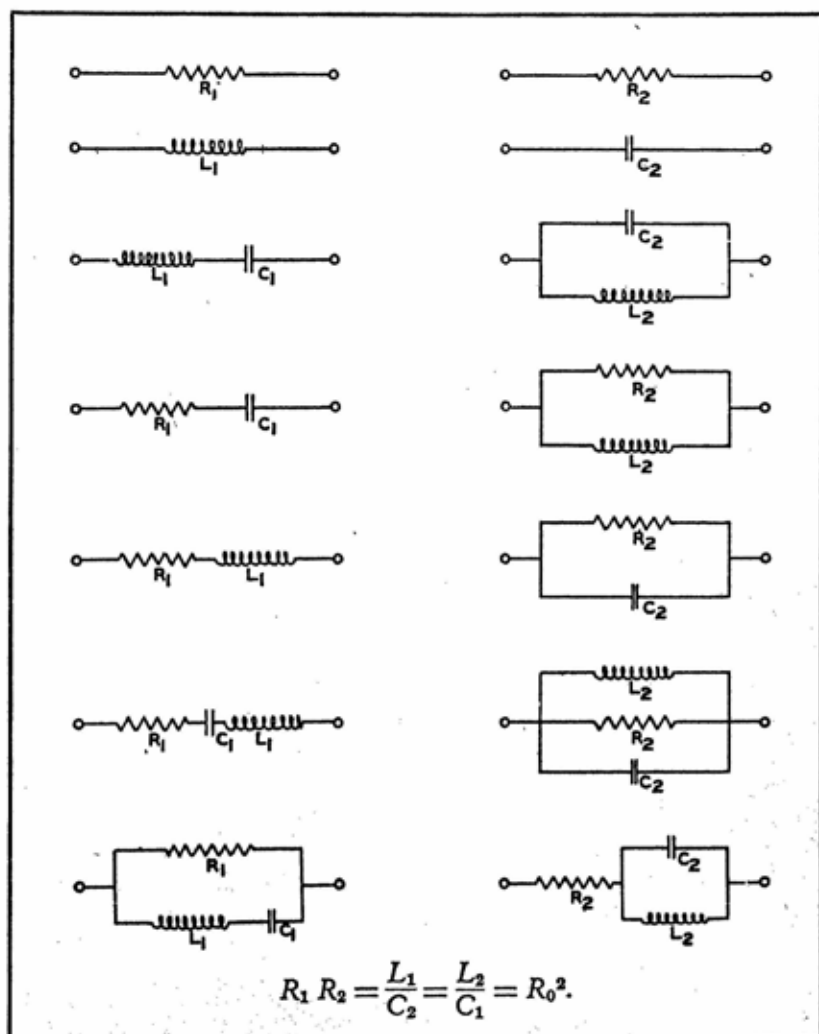 R₁ R₂
L₁ C₂
C₂
L₁ C₁
L₂
R₂
R₁ C₁
L₂
R₂
R₁ L₁
C₂
L₂
R₁ C₁ L₁ R₂
C₂
R₁ C₂
R₂
L₁ C₁ L₂
R₁ R₂ = L₁/C₂ = L₂/C₁ = R₀².